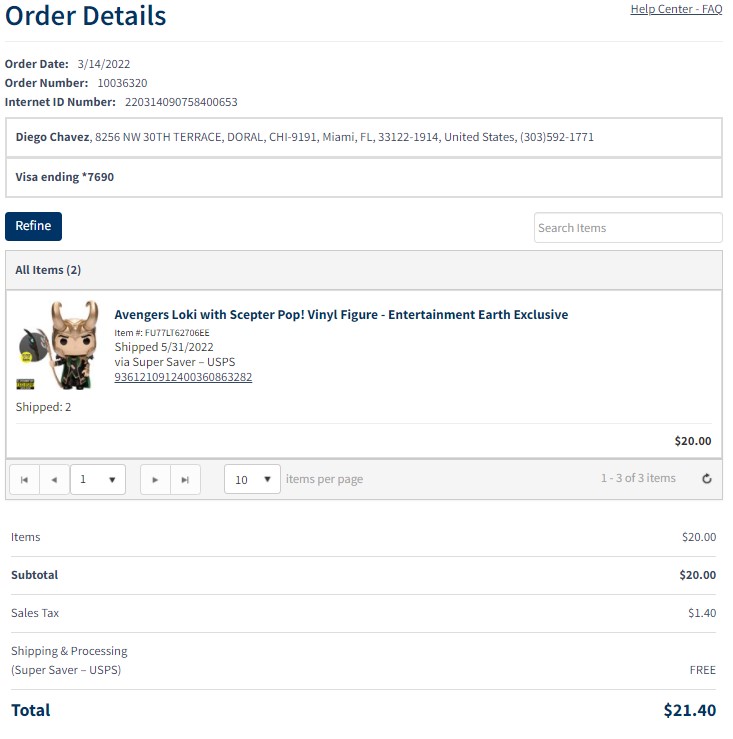 Order Details
Help Center - FAQ
Order Date: 3/14/2022
Order Number: 10036320
Internet ID Number: 220314090758400653
Diego Chavez, 8256 NW 30TH TERRACE, DORAL, CHI-9191, Miami, FL, 33122-1914, United States, (303)592-1771
Visa ending *7690
Refine
Search Items
All Items (2)
Avengers Loki with Scepter Pop! Vinyl Figure - Entertainment Earth Exclusive
Item #: FU77LT62706EE
Shipped 5/31/2022
via Super Saver – USPS
9361210912400360863282
Shipped: 2
$20.00
1
10 items per page
1 - 3 of 3 items
Items $20.00
Subtotal $20.00
Sales Tax $1.40
Shipping & Processing
(Super Saver – USPS) FREE
Total $21.40